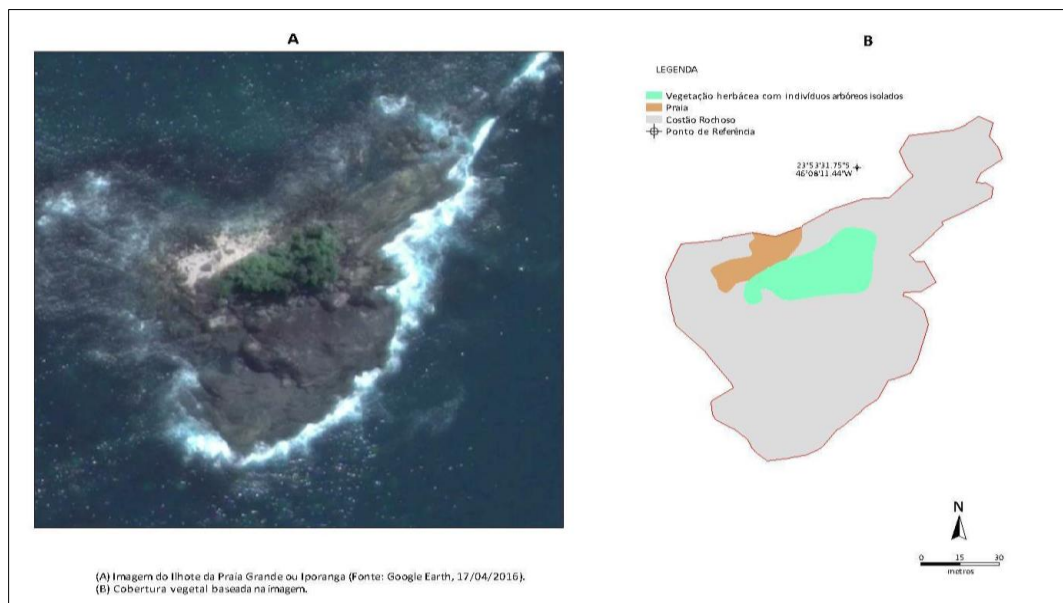 A
B
LEGENDA
Vegetação herbácea com indivíduos arbóreos isolados
Praia
Costão Rochoso
Ponto de Referência
23°53'31.75"S
46°08'11.44"W
N
0 15 30
metros
(A) Imagem do Ilhote da Praia Grande ou Iporanga (Fonte: Google Earth, 17/04/2016).
(B) Cobertura vegetal baseada na imagem.